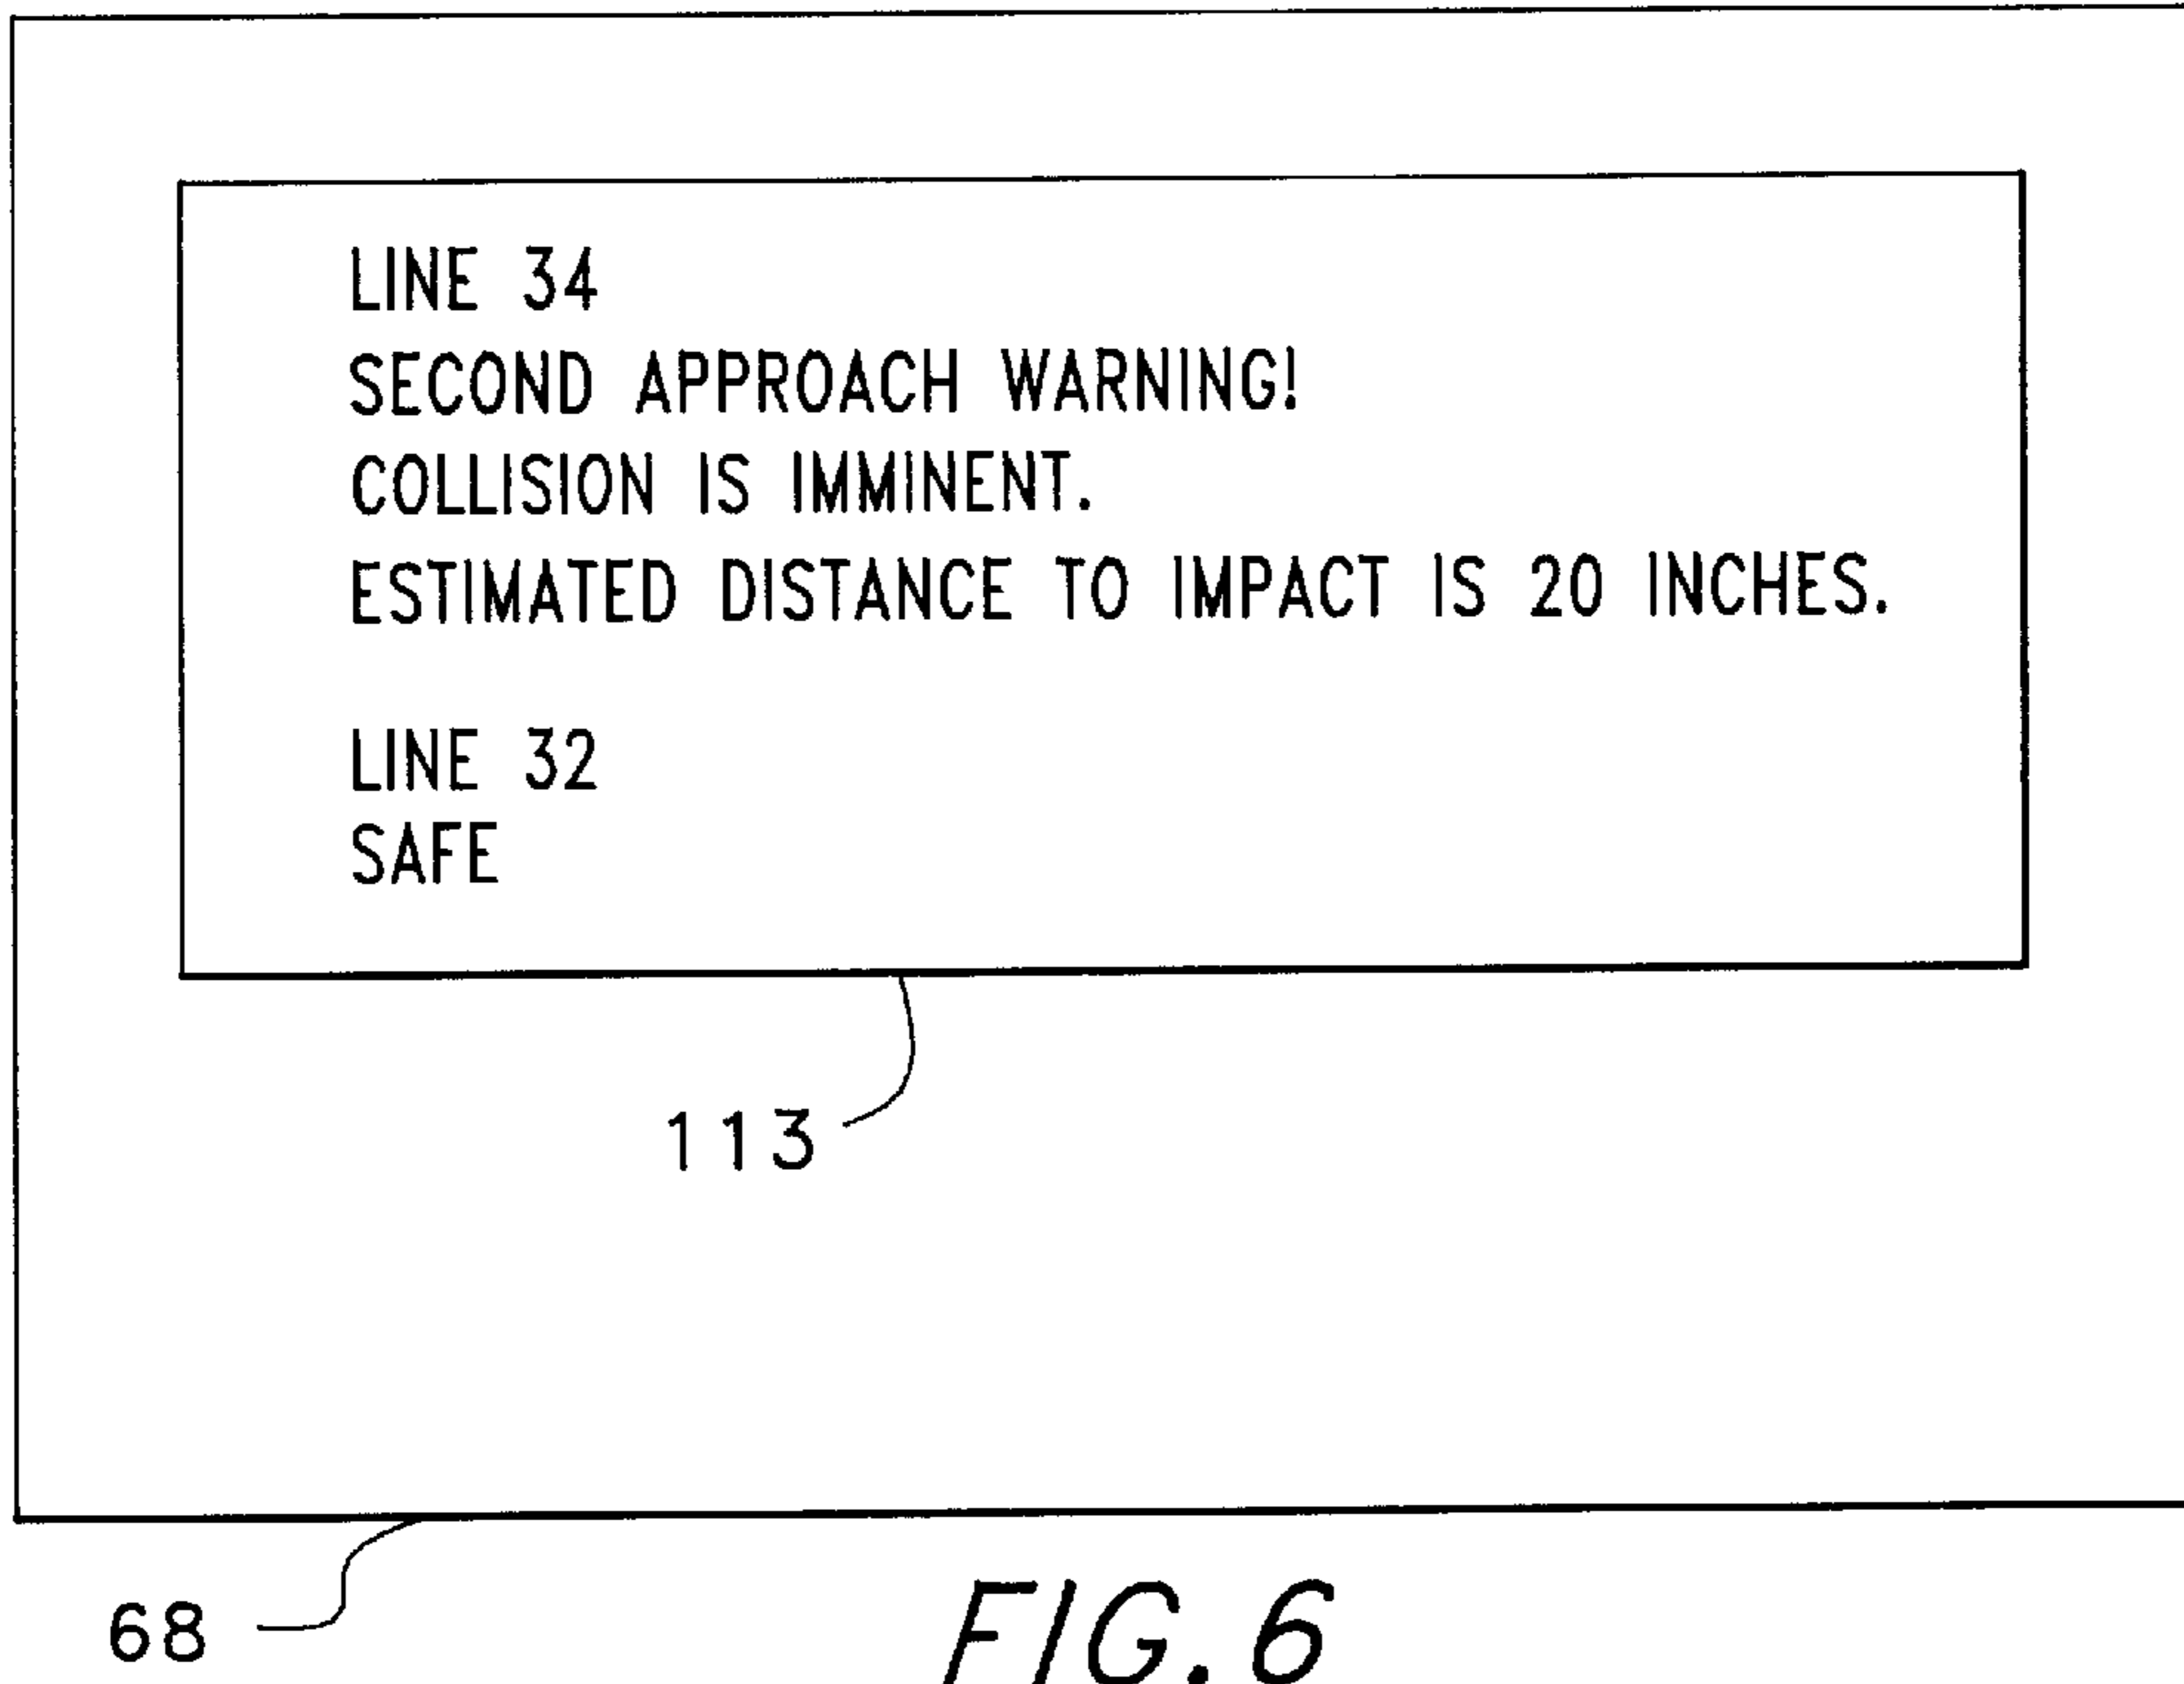 LINE 34
SECOND APPROACH WARNING!
COLLISION IS IMMINENT.
ESTIMATED DISTANCE TO IMPACT IS 20 INCHES.
LINE 32
SAFE
113
68
FIG.6